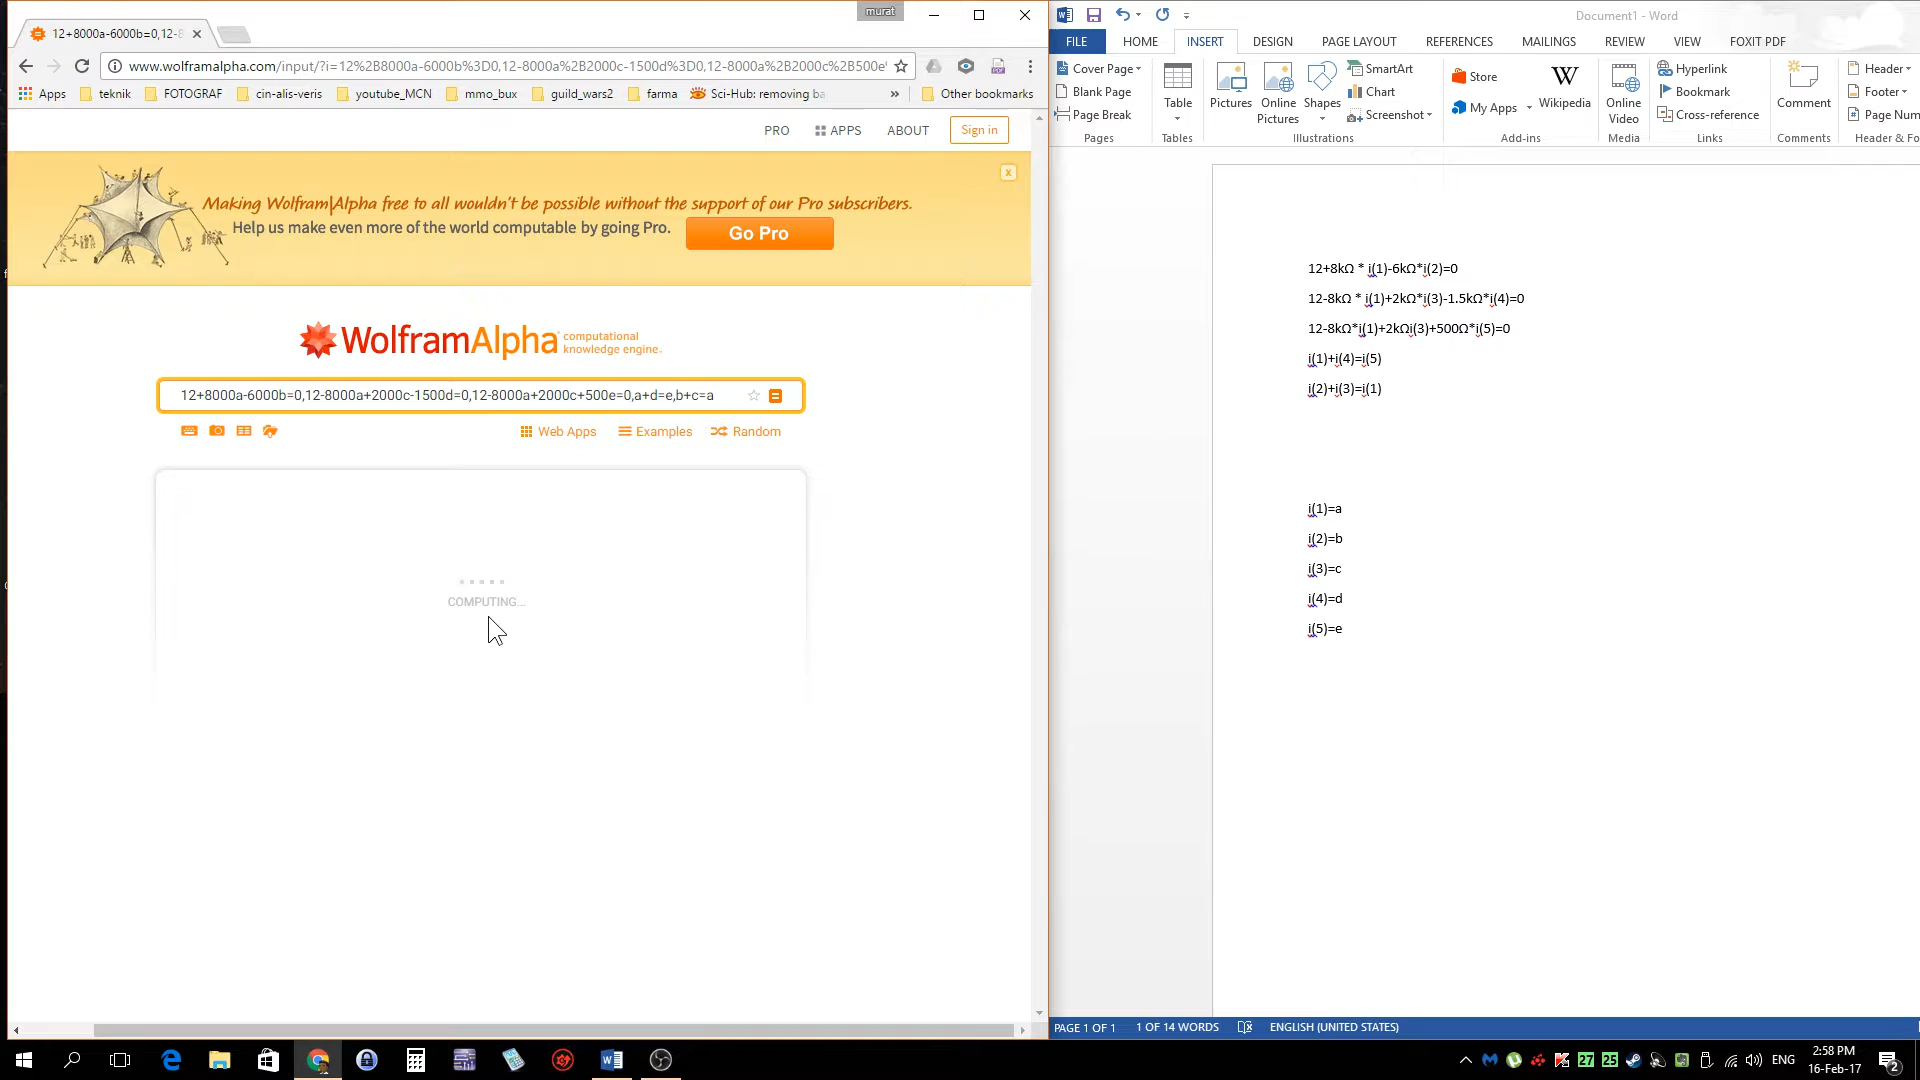 murat
12+8000a-6000b=0,12-8
www.wolframalpha.com/input/?i=12%2B8000a-6000b%3D0,12-8000a%2B2000c-1500d%3D0,12-8000a%2B2000c%2B500e
Apps teknik FOTOGRAF cin-alis-veris youtube_MCN mmo_bux guild_wars2 farma Sci-Hub: removing ba » Other bookmarks
PRO APPS ABOUT Sign in
Making Wolfram|Alpha free to all wouldn't be possible without the support of our Pro subscribers.
Help us make even more of the world computable by going Pro. Go Pro
x
WolframAlpha computational
knowledge engine.
12+8000a-6000b=0,12-8000a+2000c-1500d=0,12-8000a+2000c+500e=0,a+d=e,b+c=a
Web Apps Examples Random
COMPUTING...
Document1 - Word
FILE HOME INSERT DESIGN PAGE LAYOUT REFERENCES MAILINGS REVIEW VIEW FOXIT PDF
Cover Page
Blank Page
Page Break
Pages
Table
Tables
Pictures
Online
Pictures
Shapes
SmartArt
Chart
Screenshot
Illustrations
Store
My Apps
W
Wikipedia
Add-ins
Online
Video
Media
Hyperlink
Bookmark
Cross-reference
Links
Comment
Comments
Header
Footer
Page Num
Header & Fo
12+8kΩ * i(1)-6kΩ*i(2)=0
12-8kΩ * i(1)+2kΩ*i(3)-1.5kΩ*i(4)=0
12-8kΩ*i(1)+2kΩi(3)+500Ω*i(5)=0
i(1)+i(4)=i(5)
i(2)+i(3)=i(1)
i(1)=a
i(2)=b
i(3)=c
i(4)=d
i(5)=e
PAGE 1 OF 1 1 OF 14 WORDS ENGLISH (UNITED STATES)
27 25 ENG 2:58 PM
16-Feb-17
2